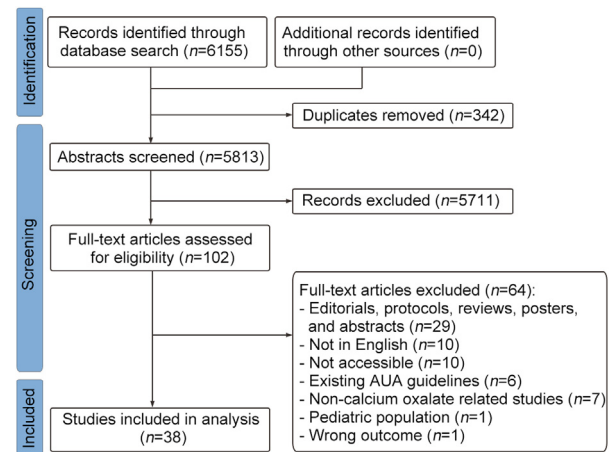 Identification
Records identified through
database search (n=6155)
Additional records identified
through other sources (n=0)
Duplicates removed (n=342)
Screening
Abstracts screened (n=5813)
Records excluded (n=5711)
Full-text articles assessed
for eligibility (n=102)
Full-text articles excluded (n=64):
- Editorials, protocols, reviews, posters,
and abstracts (n=29)
- Not in English (n=10)
- Not accessible (n=10)
- Existing AUA guidelines (n=6)
- Non-calcium oxalate related studies (n=7)
- Pediatric population (n=1)
- Wrong outcome (n=1)
Included
Studies included in analysis
(n=38)